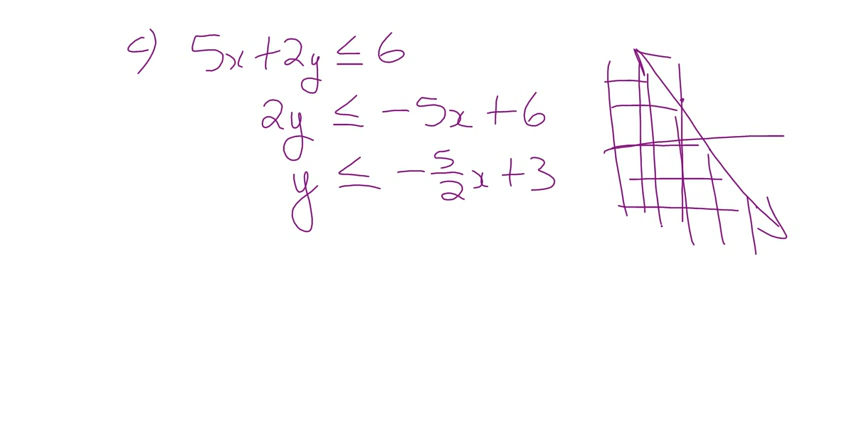 c) 5x+2y ≤ 6
2y ≤ -5x +6
y ≤ -5/2x +3